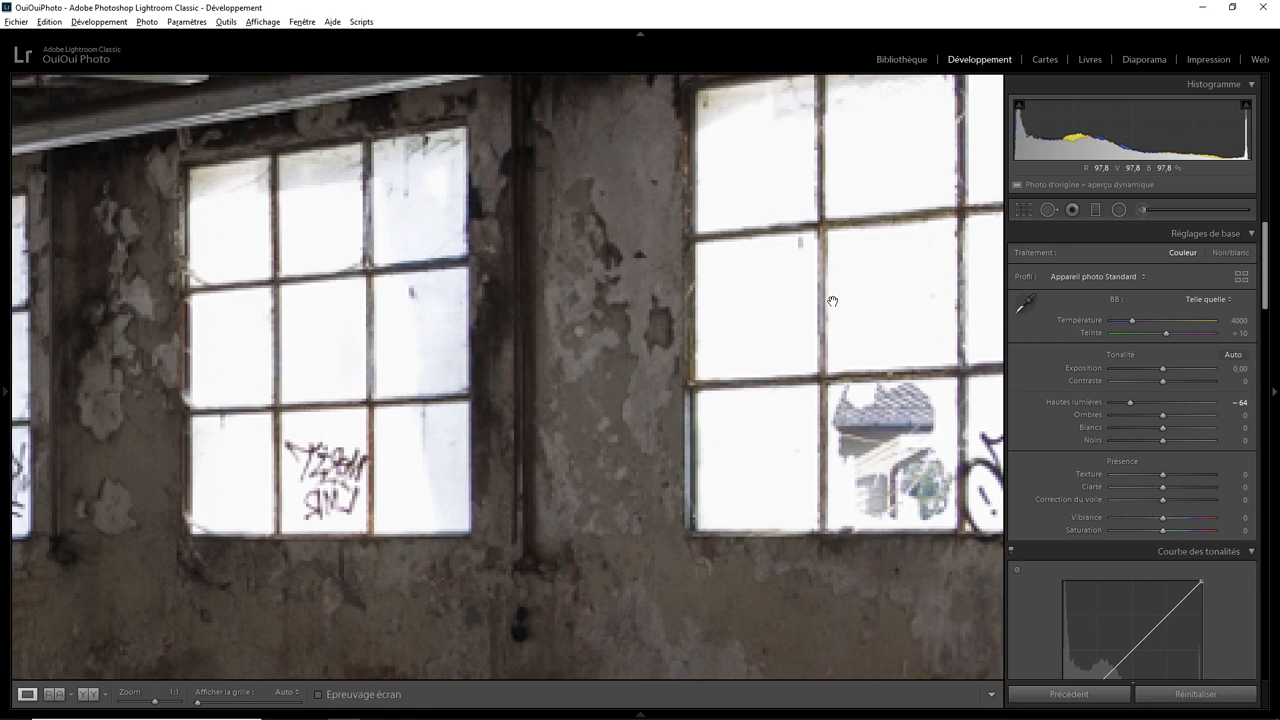 OuiOuiPhoto - Adobe Photoshop Lightroom Classic - Développement
Fichier Edition Développement Photo Paramètres Outils Affichage Fenêtre Aide Scripts
Lr Adobe Lightroom Classic
OuiOui Photo
Bibliothèque | Développement | Cartes | Livres | Diaporama | Impression | Web
Histogramme
R 97,8 V 97,8 B 97,8 %
Photo d'origine + aperçu dynamique
Réglages de base
Traitement : Couleur Noir/blanc
Profil : Appareil photo Standard
BB : Telle quelle
Température 4000
Teinte + 10
Tonalité Auto
Exposition 0,00
Contraste 0
Hautes lumières – 64
Ombres 0
Blancs 0
Noirs 0
Présence
Texture 0
Clarté 0
Correction du voile 0
Vibrance 0
Saturation 0
Courbe des tonalités
Zoom 1:1 Afficher la grille : Auto Epreuvage écran
Précédent Réinitialiser